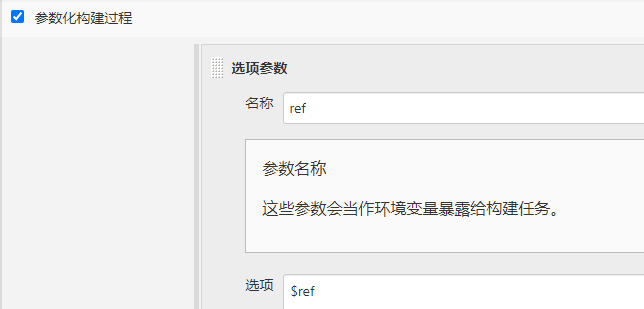 参数化构建过程
选项参数
名称 ref
参数名称
这些参数会当作环境变量暴露给构建任务。
选项 $ref